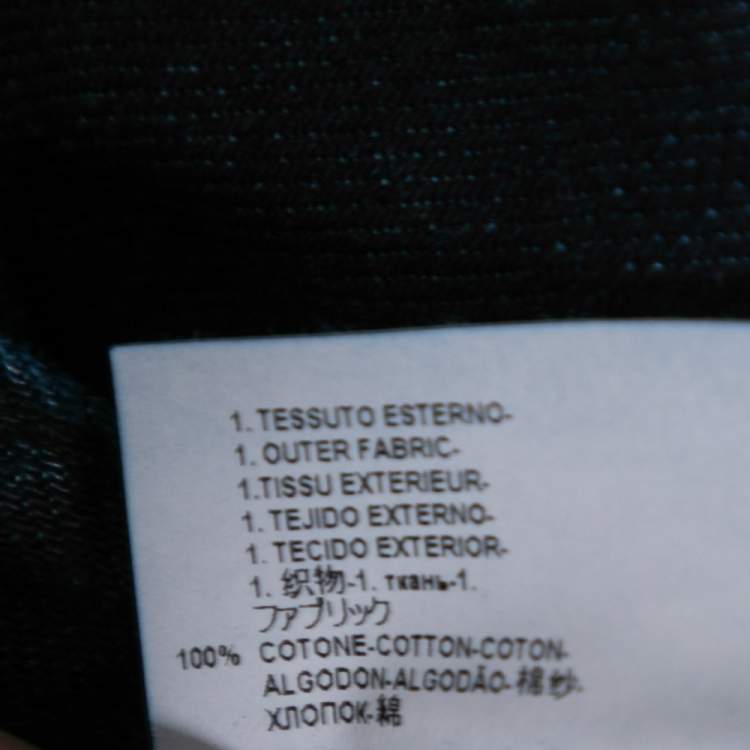 1. TESSUTO ESTERNO-
1. OUTER FABRIC-
1.TISSU EXTERIEUR-
1. TEJIDO EXTERNO-
1. TECIDO EXTERIOR-
1. 织物-1. ткань-1.
ファブリック
100% COTONE-COTTON-COTON-
ALGODON-ALGODÃO-棉纱-
ХЛОПОК-綿